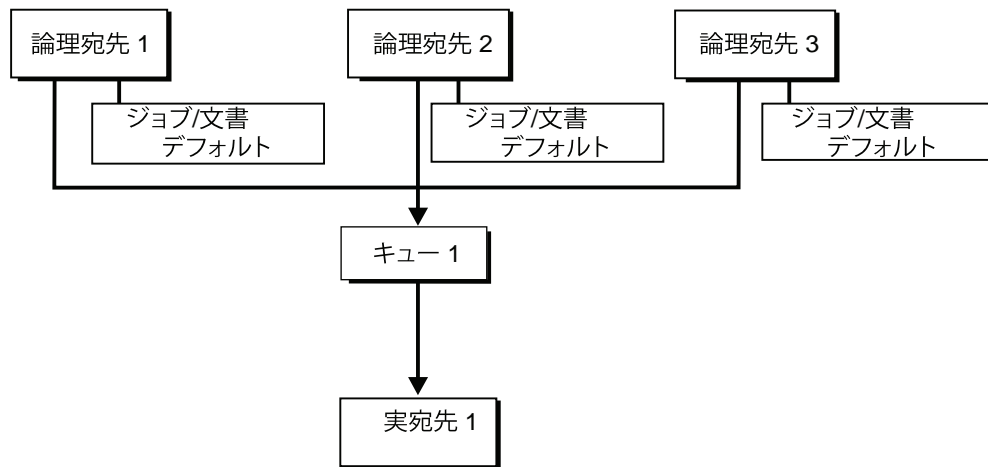 論理宛先 1
論理宛先 2
論理宛先 3
ジョブ/文書
デフォルト
ジョブ/文書
デフォルト
ジョブ/文書
デフォルト
キュー 1
実宛先 1